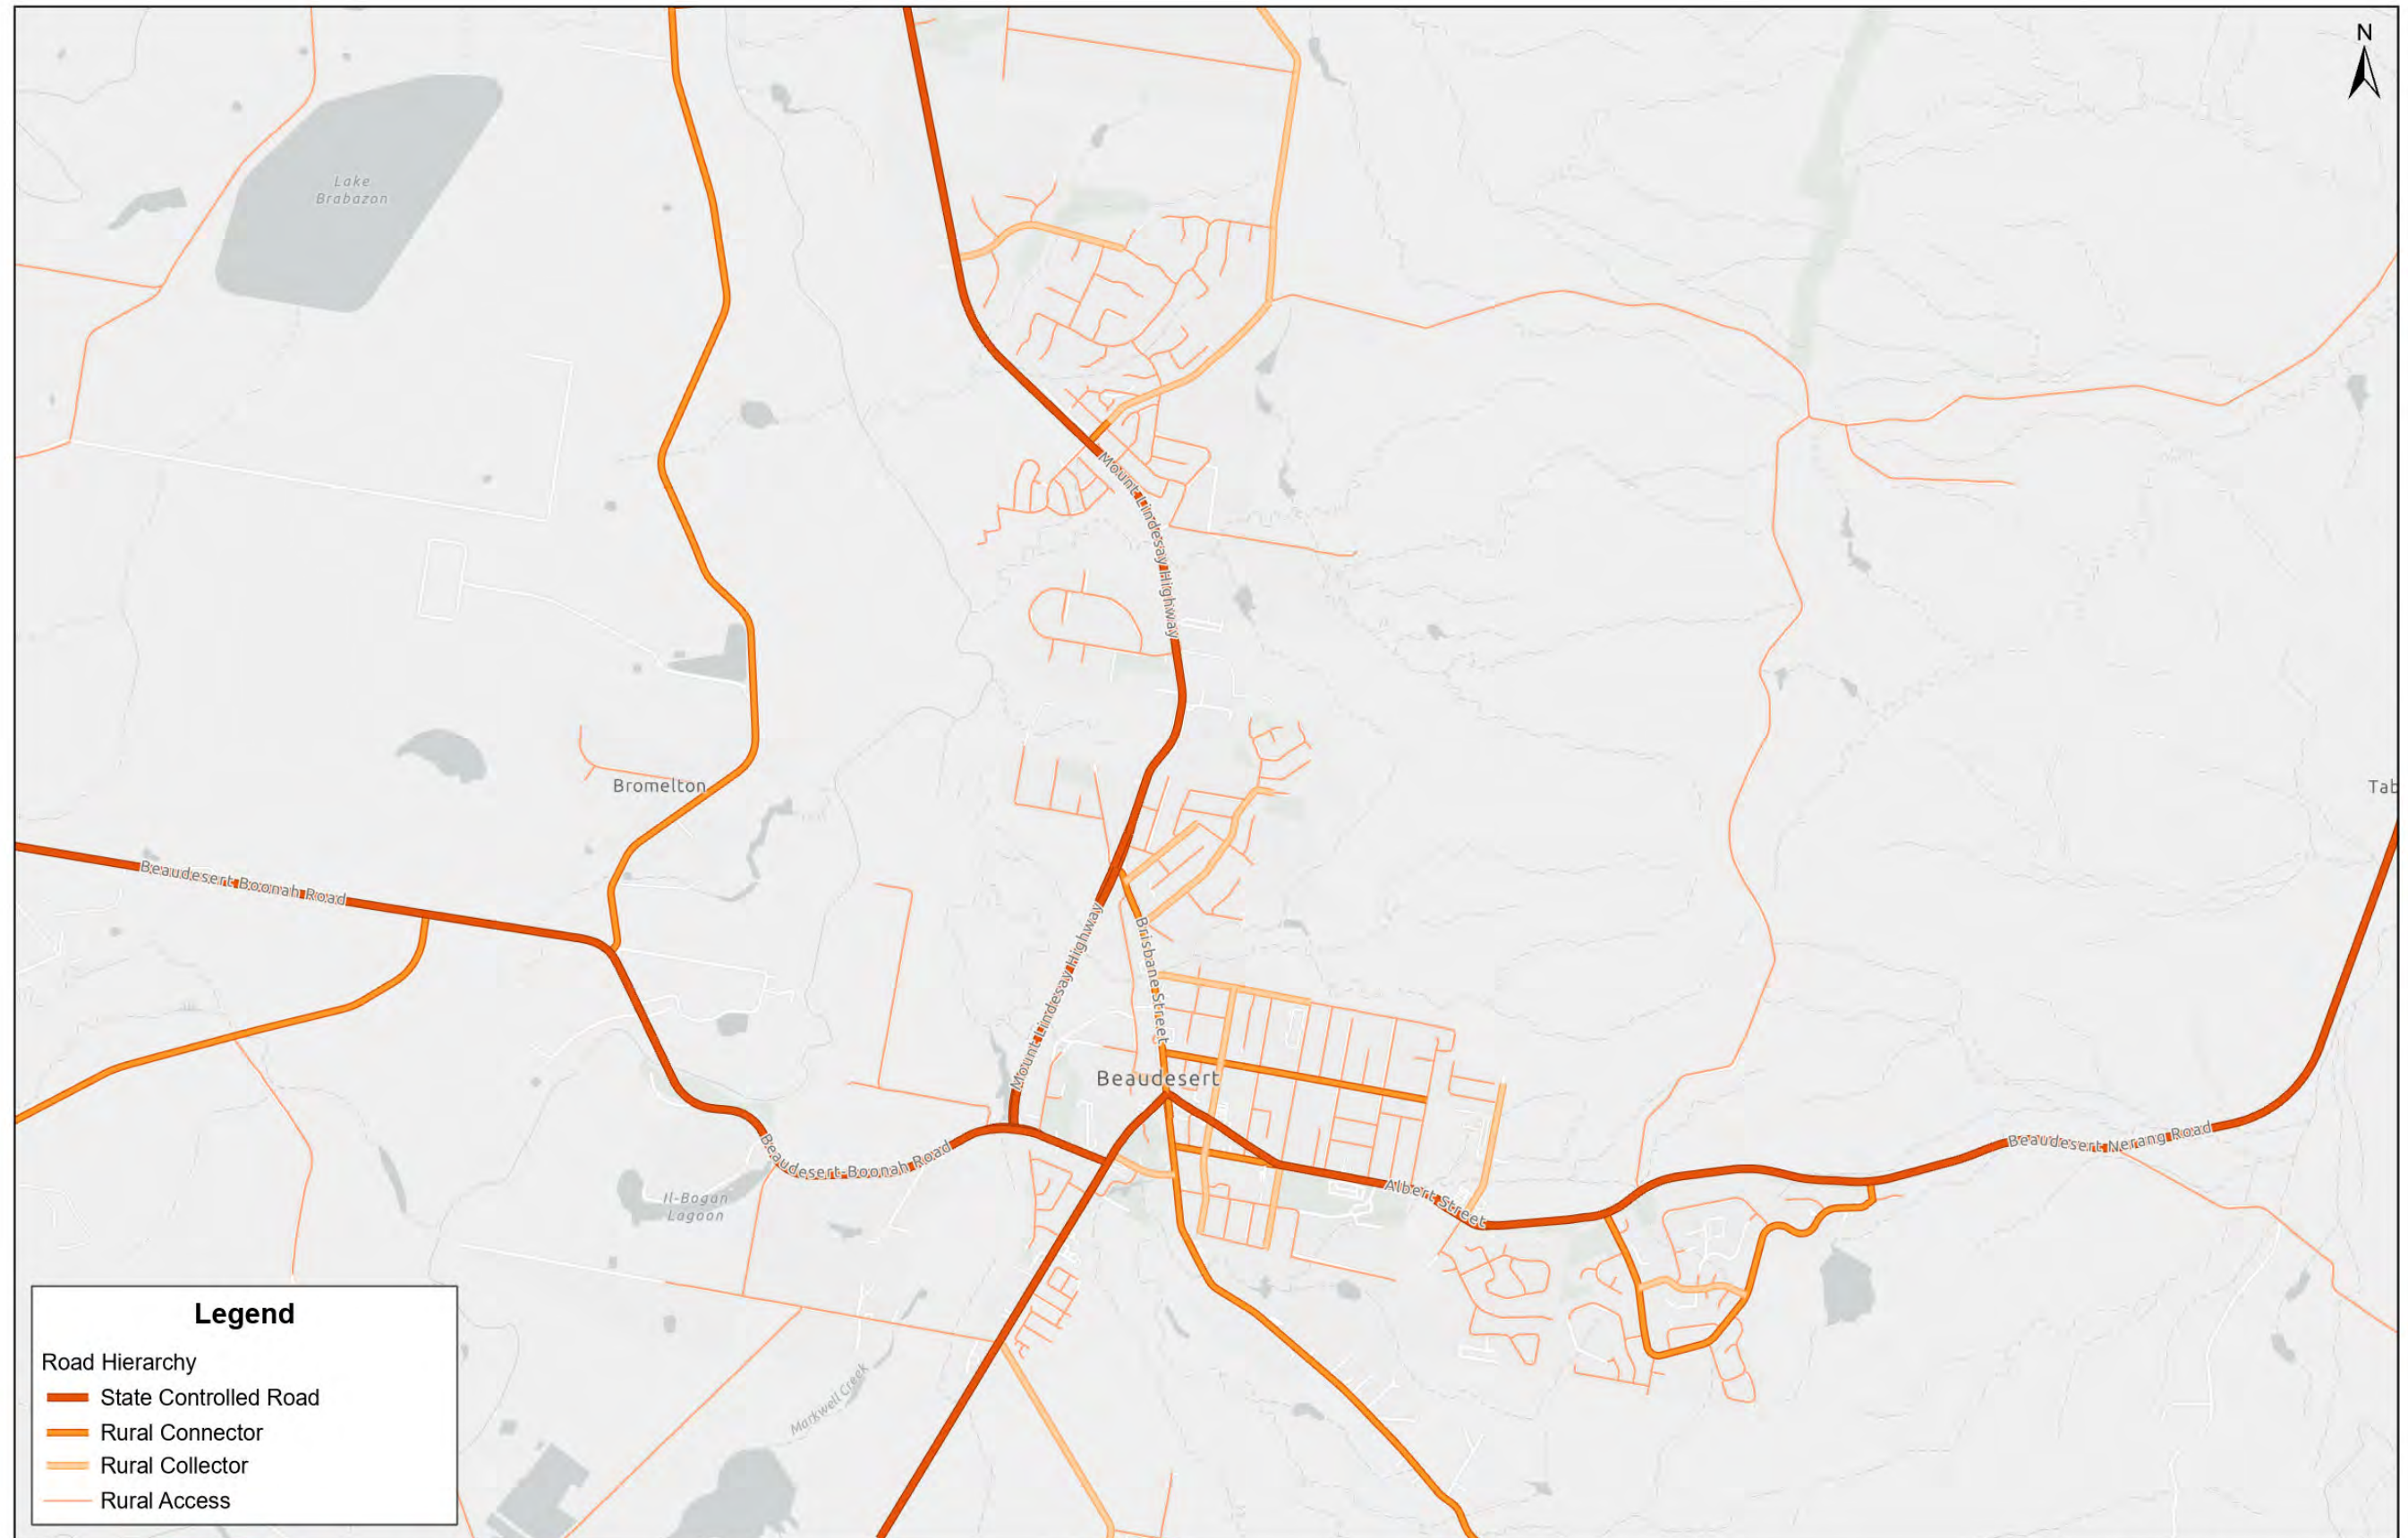 N
Lake
Brabazon
Mount Lindesay Highway
Bromelton
Tab
Beaudesert Boonah Road
Brisbane Street
Mount Lindesay Highway
Beaudesert
Beaudesert Boonah Road
Beaudesert Nerang Road
Albert Street
Il-Bogan
Lagoon
Markwell Creek
Legend
Road Hierarchy
State Controlled Road
Rural Connector
Rural Collector
Rural Access